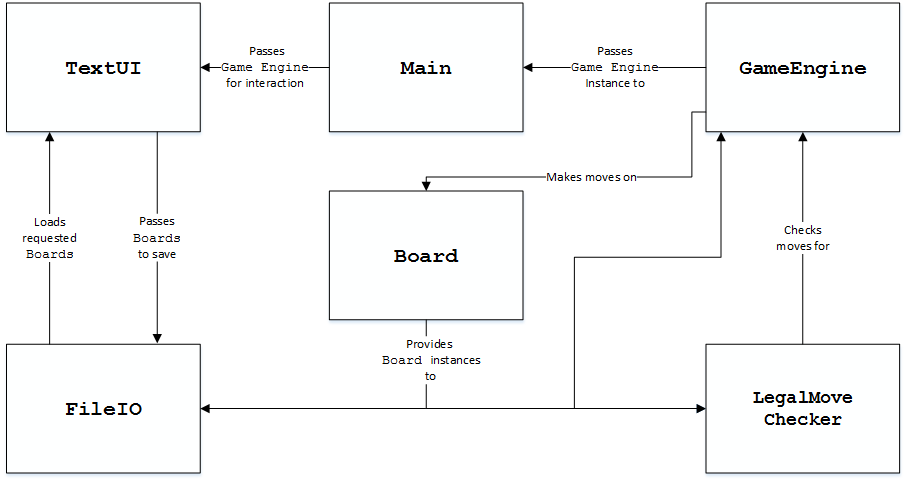 TextUI
Passes
Game Engine
for interaction
Main
Passes
Game Engine
Instance to
GameEngine
Makes moves on
Loads
requested
Boards
Passes
Boards
to save
Board
Checks
moves for
Provides
Board instances
to
FileIO
LegalMove
Checker